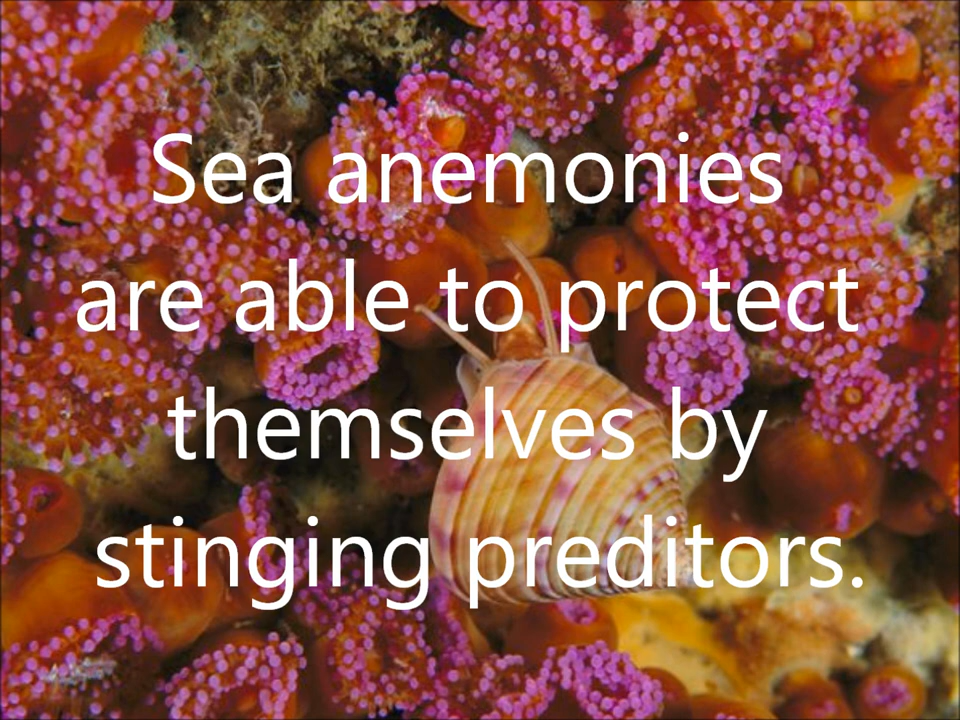 Sea anemonies
are able to protect
themselves by
stinging preditors.